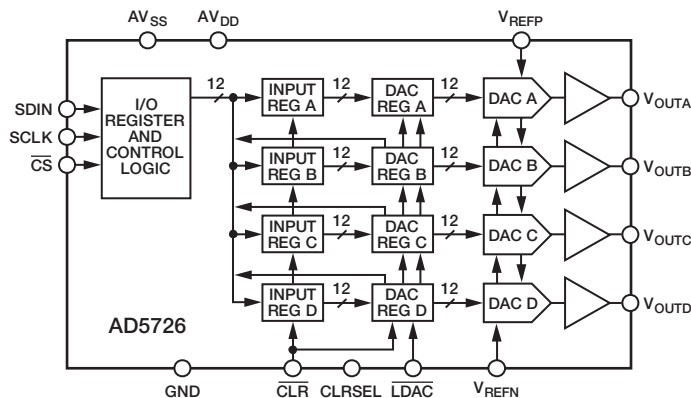 AVSS AVDD VREFP
SDIN
SCLK
CS
I/O
REGISTER
AND
CONTROL
LOGIC
12
INPUT
REG A
12
DAC
REG A
12
DAC A
VOUTA
INPUT
REG B
12
DAC
REG B
12
DAC B
VOUTB
INPUT
REG C
12
DAC
REG C
12
DAC C
VOUTC
INPUT
REG D
12
DAC
REG D
12
DAC D
VOUTD
AD5726
GND CLR CLRSEL LDAC VREFN